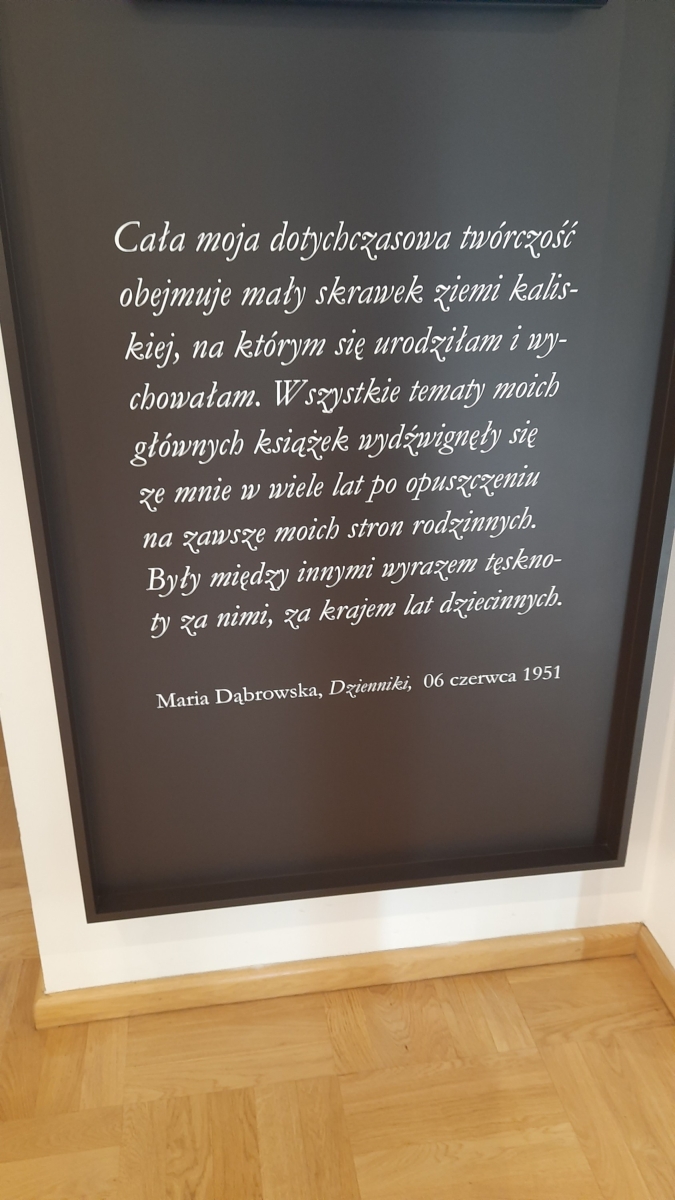 Cała moja dotychczasowa twórczość
obejmuje mały skrawek ziemi kalis-
kiej, na którym się urodziłam i wy-
chowałam. Wszystkie tematy moich
głównych książek wydźwignęły się
ze mnie w wiele lat po opuszczeniu
na zawsze moich stron rodzinnych.
Były między innymi wyrazem tęskno-
ty za nimi, za krajem lat dziecinnych.
Maria Dąbrowska, Dzienniki, 06 czerwca 1951